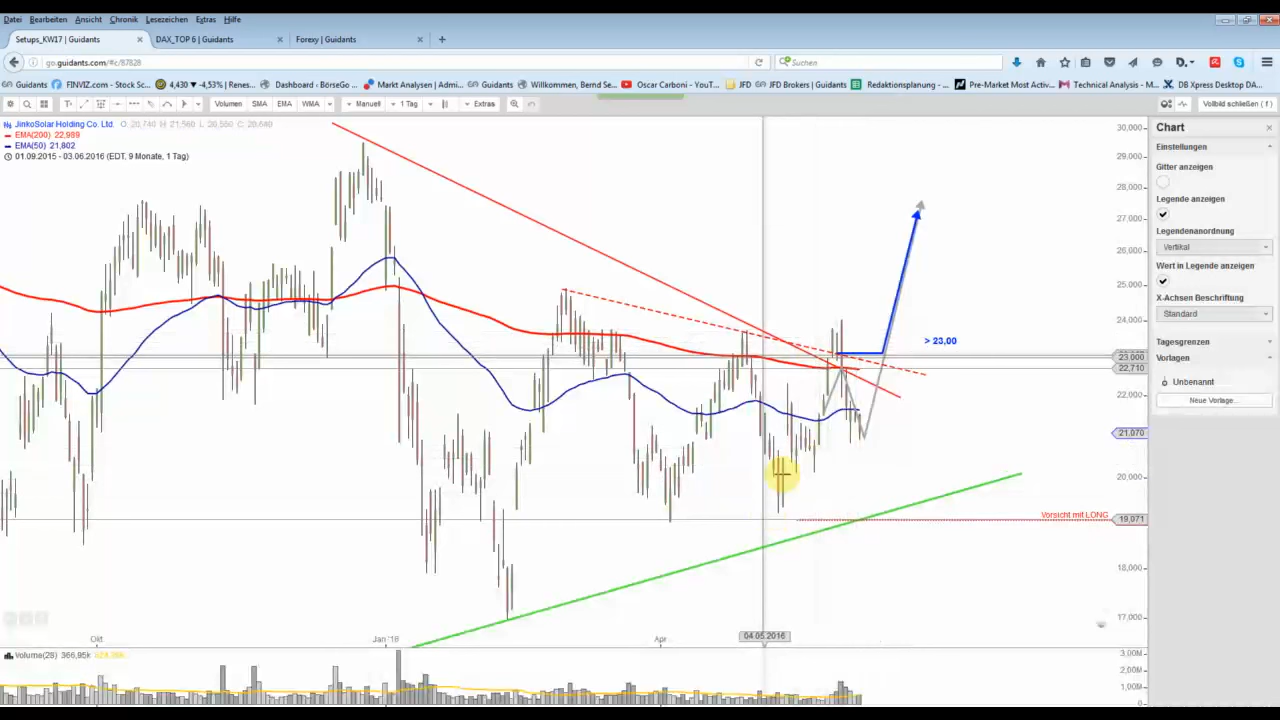 Datei Bearbeiten Ansicht Chronik Lesezeichen Extras Hilfe
Setups_KW17 | Guidants
DAX_TOP 6 | Guidants
Forexy | Guidants
go.guidants.com/#c/87828
Suchen
Guidants
FINVIZ.com - Stock Sc...
4,430 ▾ -4,53% | Renes...
Dashboard ‹ BörseGo ...
Markt Analysen | Admi...
Guidants
Willkommen, Bernd Se...
Oscar Carboni - YouT...
JFD
JFD Brokers | Guidants
Redaktionsplanung - ...
Pre-Market Most Activ...
Technical Analysis - M...
DB Xpress Desktop DA...
Volumen SMA EMA WMA Manuell 1 Tag Extras
Vollbild schließen ( f )
JinkoSolar Holding Co. Ltd.
EMA(200) 22,989
EMA(50) 21,802
01.09.2015 - 03.06.2016 (EDT, 9 Monate, 1 Tag)
30,000
29,000
28,000
27,000
26,000
25,000
24,000
23,000
22,710
22,000
21,070
20,000
19,071
18,000
17,000
> 23,00
Vorsicht mit LONG
Okt
Jan '16
Apr
04.05.2016
Volume(28) 366,95k
3,00M
2,00M
1,00M
0
Chart
Einstellungen
Gitter anzeigen
Legende anzeigen
Legendenanordnung
Vertikal
Wert in Legende anzeigen
X-Achsen Beschriftung
Standard
Tagesgrenzen
Vorlagen
Unbenannt
Neue Vorlage...